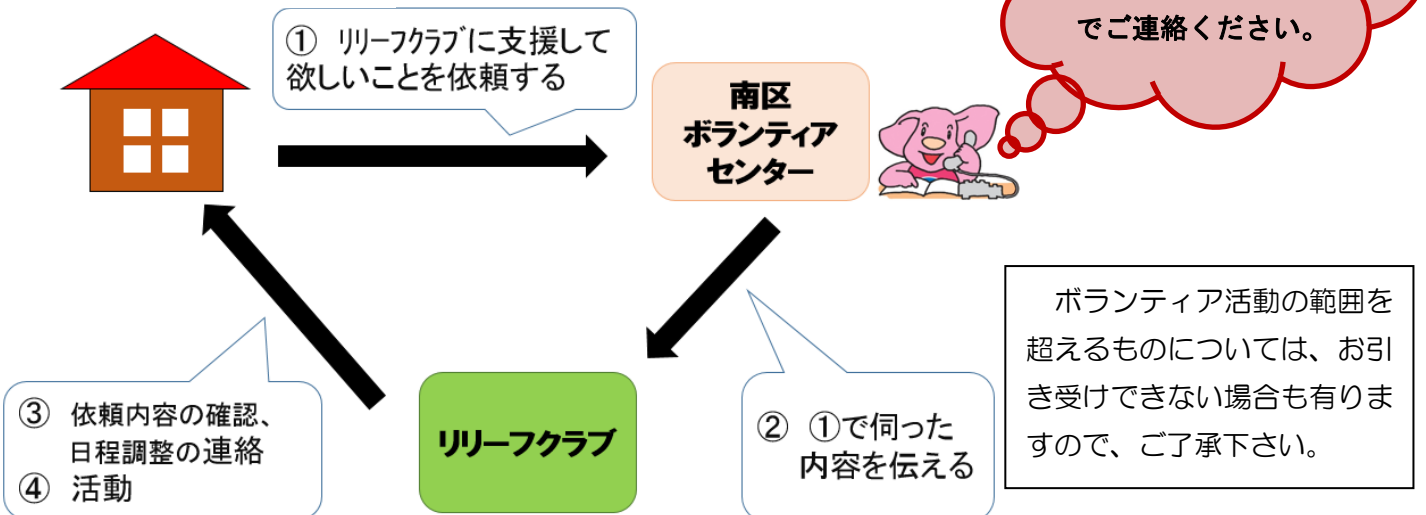 でご連絡ください。
① リリーフクラブに支援して
欲しいことを依頼する
南区
ボランティア
センター
ボランティア活動の範囲を
超えるものについては、お引
き受けできない場合も有りま
すので、ご了承下さい。
③ 依頼内容の確認、
日程調整の連絡
④ 活動
リリーフクラブ
② ①で伺った
内容を伝える